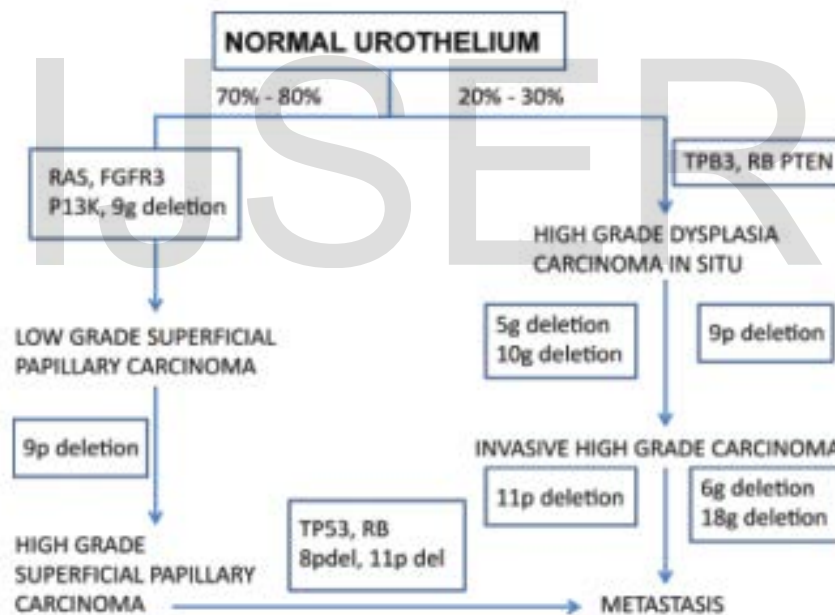 IJSER
NORMAL UROTHELIUM
70% - 80%
20% - 30%
RAS, FGFR3
P13K, 9g deletion
TPB3, RB PTEN
HIGH GRADE DYSPLASIA
CARCINOMA IN SITU
LOW GRADE SUPERFICIAL
PAPILLARY CARCINOMA
5g deletion
10g deletion
9p deletion
9p deletion
INVASIVE HIGH GRADE CARCINOMA
11p deletion
6g deletion
18g deletion
TP53, RB
8pdel, 11p del
HIGH GRADE
SUPERFICIAL PAPILLARY
CARCINOMA
METASTASIS